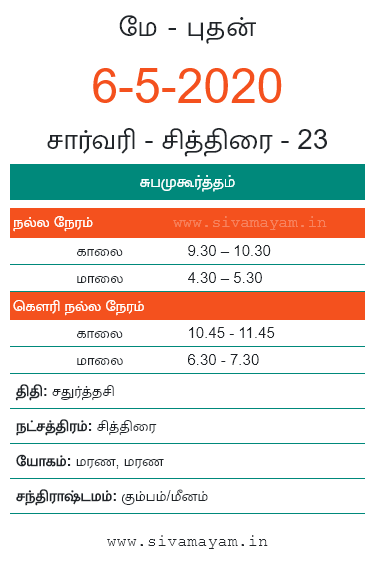 மே - புதன்
6-5-2020
சார்வரி - சித்திரை - 23
சுபமுகூர்த்தம்
நல்ல நேரம் www.sivamayam.in
காலை 9.30 – 10.30
மாலை 4.30 – 5.30
கௌரி நல்ல நேரம்
காலை 10.45 - 11.45
மாலை 6.30 - 7.30
திதி: சதுர்த்தசி
நட்சத்திரம்: சித்திரை
யோகம்: மரண, மரண
சந்திராஷ்டமம்: கும்பம்/மீனம்
www.sivamayam.in